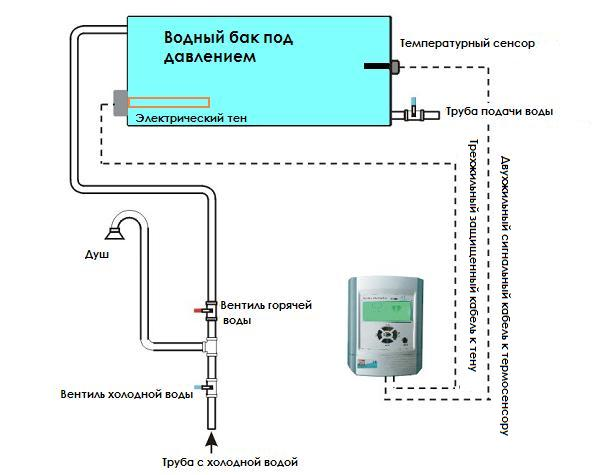 Водный бак под
давлением
Температурный сенсор
Электрический тен
Труба подачи воды
Трехжильный защищенный кабель к тену
Двухжильный сигнальный кабель к термосенсору
Душ
Вентиль горячей
воды
Вентиль холодной воды
Труба с холодной водой